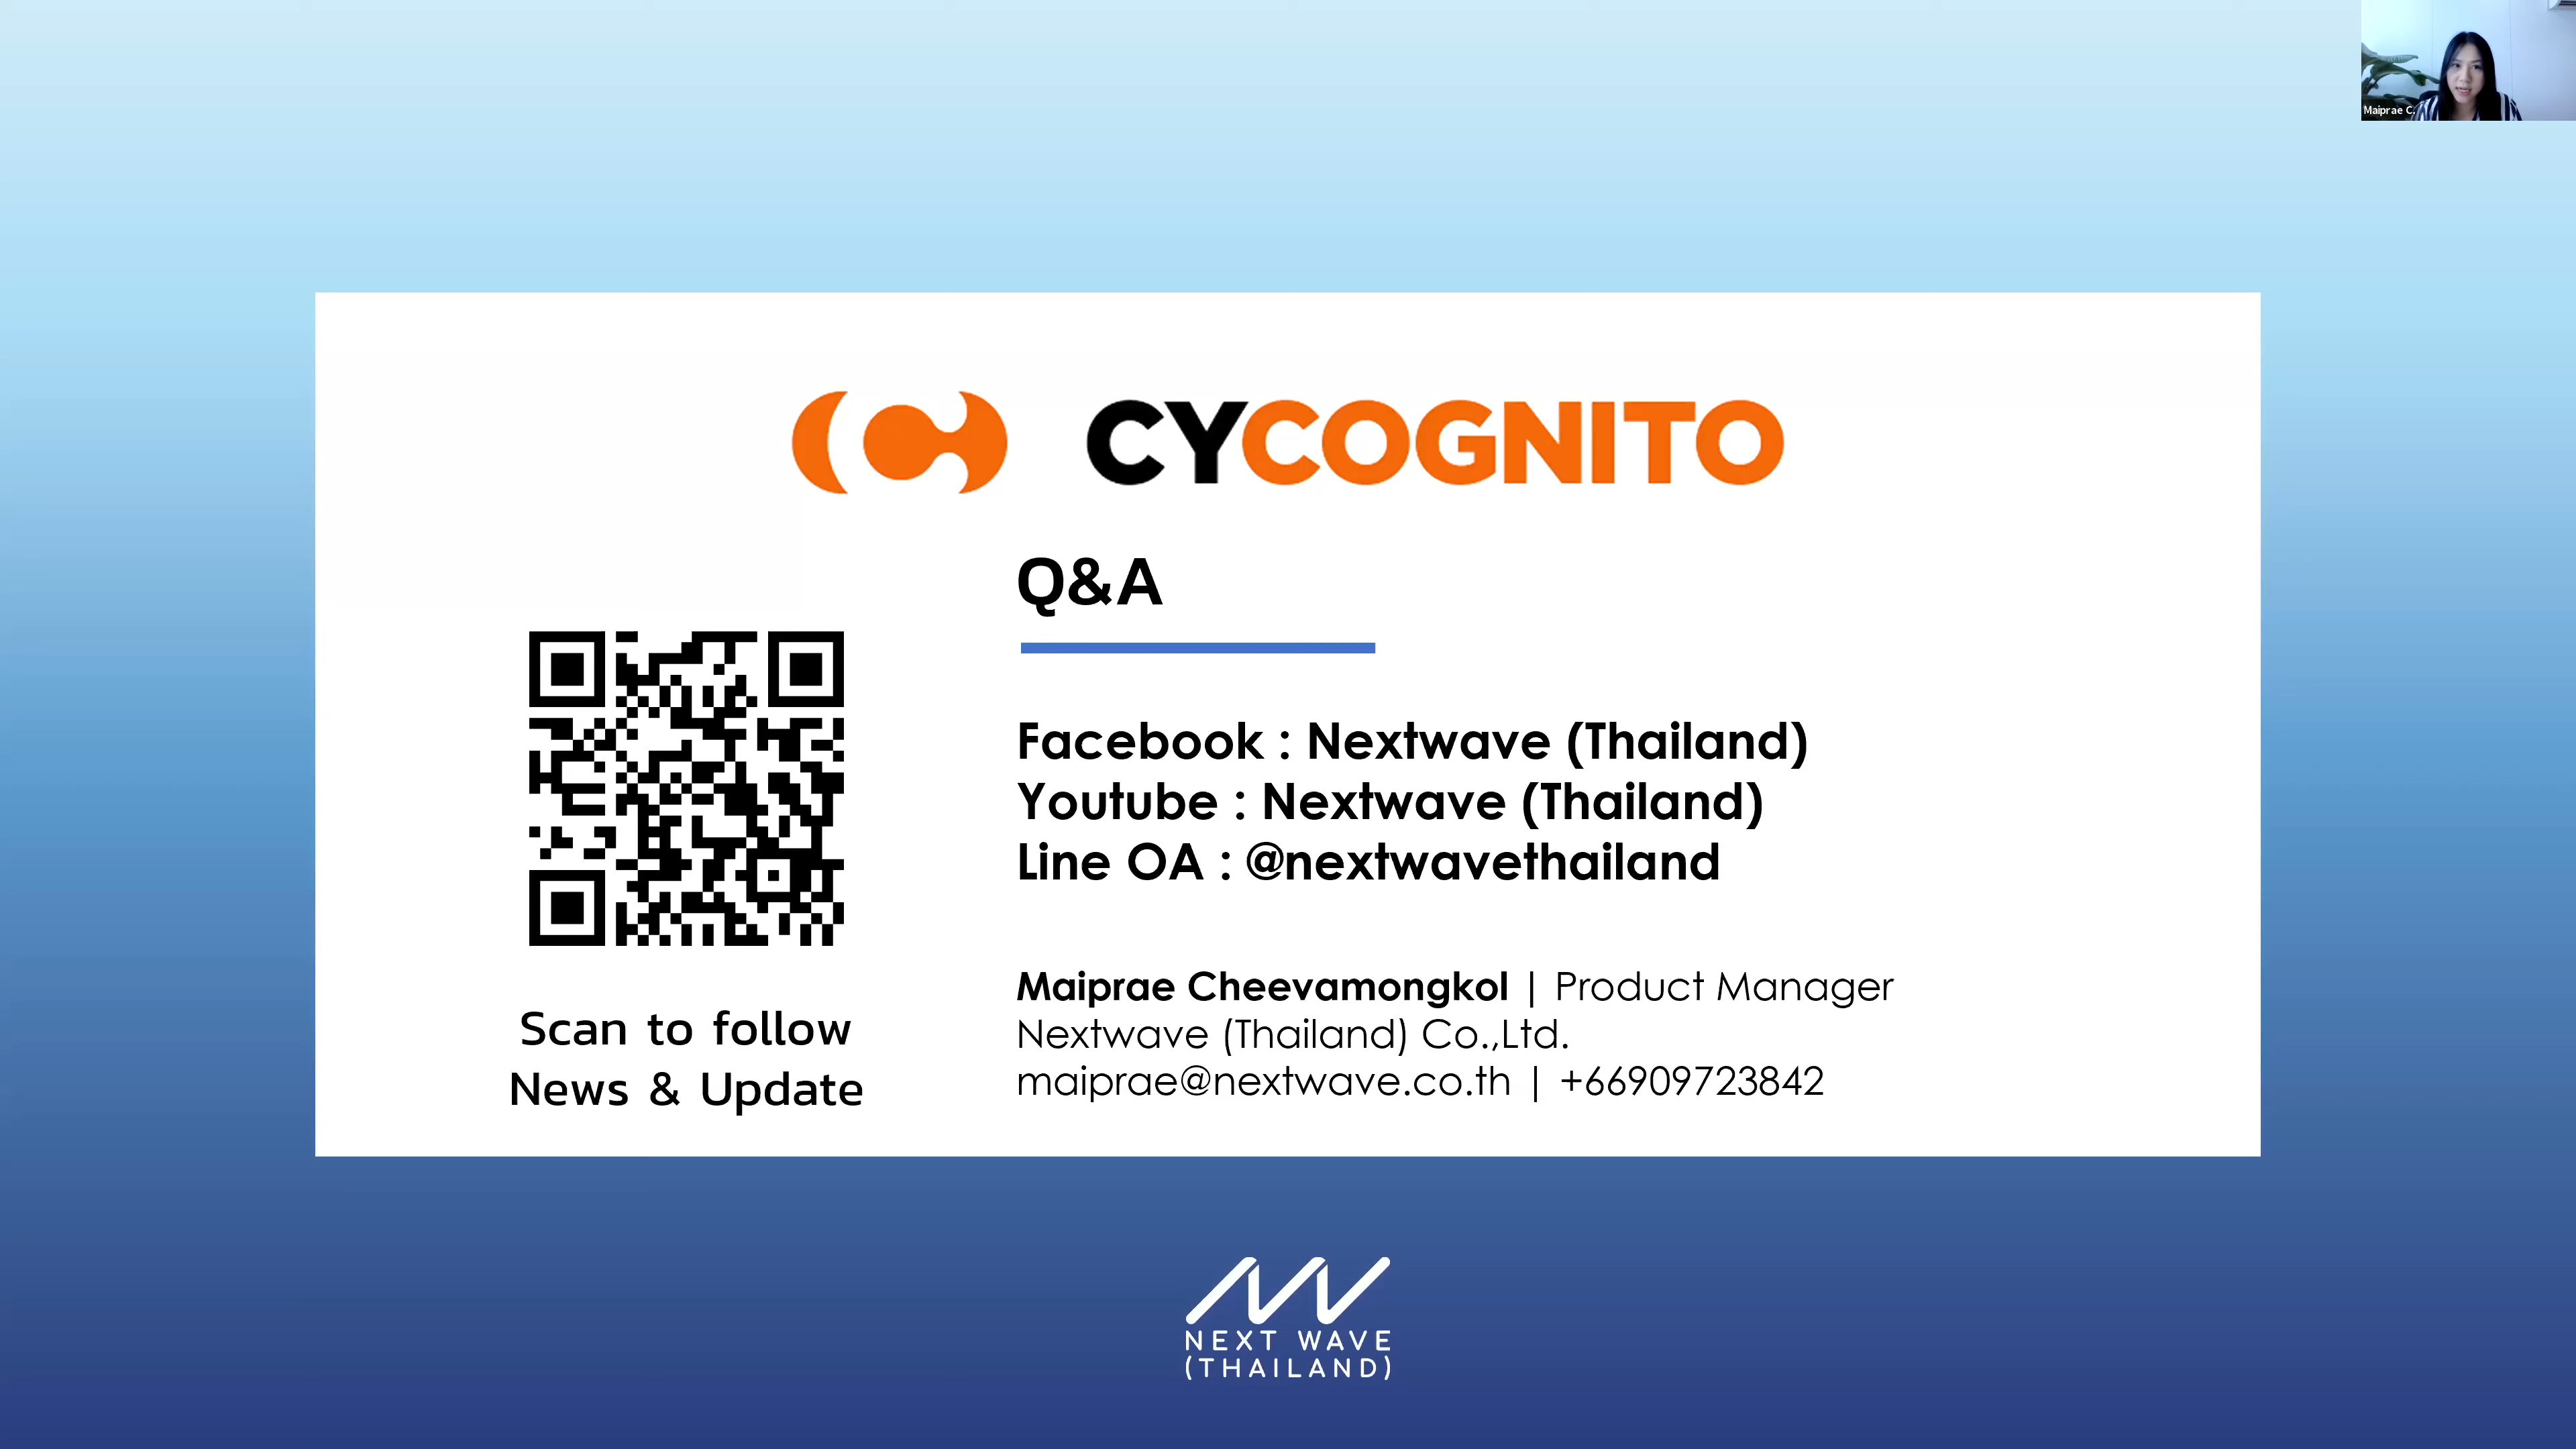 Maiprae C.
CYCOGNITO
Q&A
Facebook : Nextwave (Thailand)
Youtube : Nextwave (Thailand)
Line OA : @nextwavethailand
Scan to follow
News & Update
Maiprae Cheevamongkol | Product Manager
Nextwave (Thailand) Co.,Ltd.
maiprae@nextwave.co.th | +66909723842
NEXT WAVE
(THAILAND)